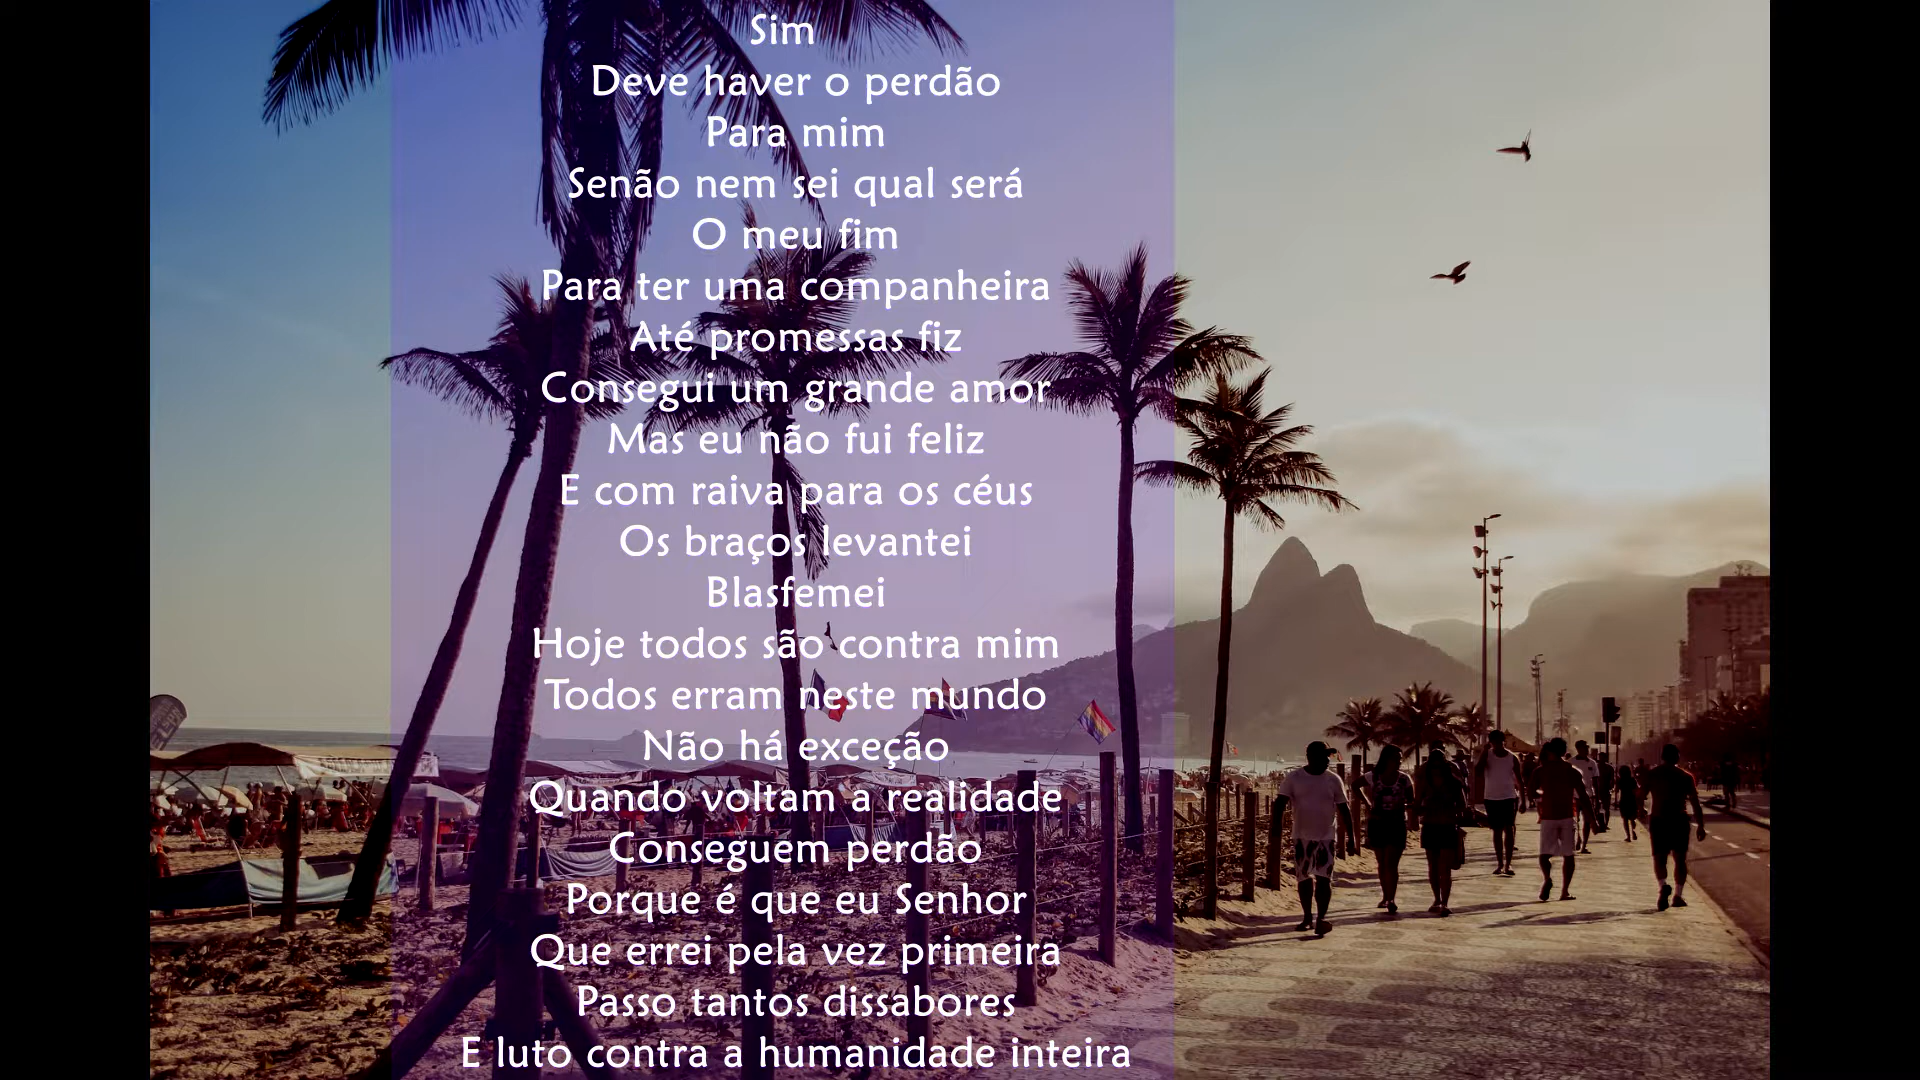 Sim
Deve haver o perdão
Para mim
Senão nem sei qual será
O meu fim
Para ter uma companheira
Até promessas fiz
Consegui um grande amor
Mas eu não fui feliz
E com raiva para os céus
Os braços levantei
Blasfemei
Hoje todos são contra mim
Todos erram neste mundo
Não há exceção
Quando voltam a realidade
Conseguem perdão
Porque é que eu Senhor
Que errei pela vez primeira
Passo tantos dissabores
E luto contra a humanidade inteira